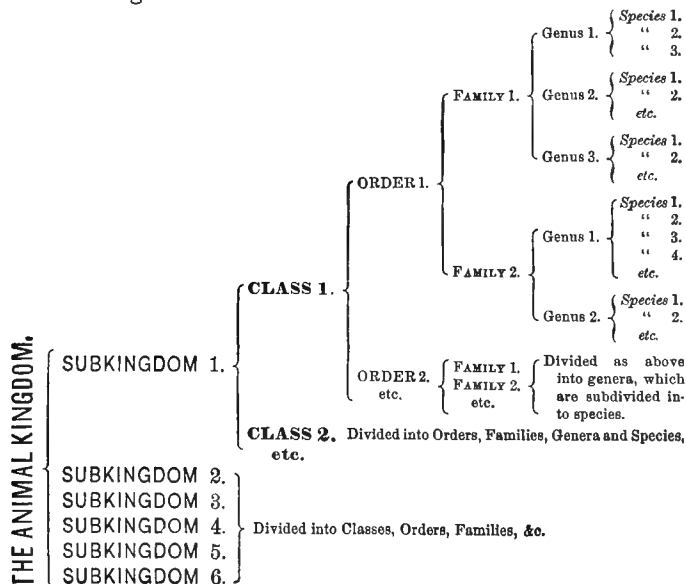 Genus 1. Species 1.
“ 2.
“ 3.
FAMILY 1. Genus 2. Species 1.
“ 2.
etc.
Genus 3. Species 1.
“ 2.
etc.
ORDER 1.
FAMILY 2. Genus 1. Species 1.
“ 2.
“ 3.
“ 4.
etc.
Genus 2. Species 1.
“ 2.
etc.
CLASS 1.
ORDER 2.
etc.
FAMILY 1.
FAMILY 2.
etc.
Divided as above
into genera, which
are subdivided in-
to species.
THE ANIMAL KINGDOM.
SUBKINGDOM 1.
CLASS 2. Divided into Orders, Families, Genera and Species,
etc.
SUBKINGDOM 2.
SUBKINGDOM 3.
SUBKINGDOM 4.
SUBKINGDOM 5.
SUBKINGDOM 6.
Divided into Classes, Orders, Families, &c.